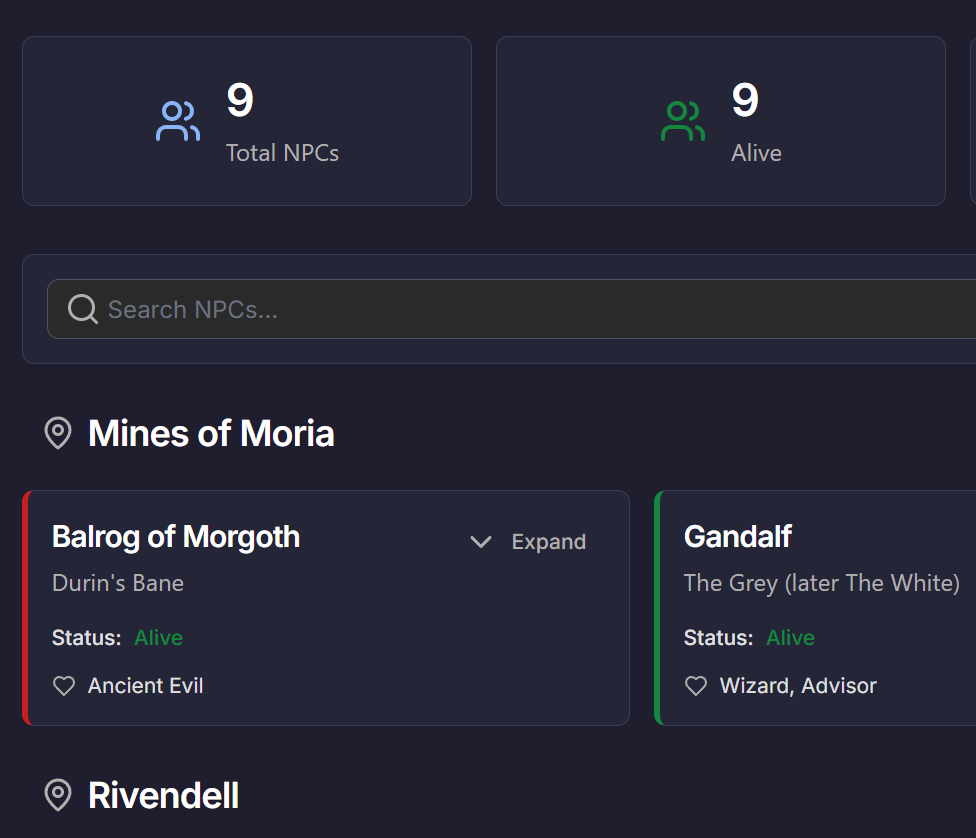 9
Total NPCs
9
Alive
Search NPCs...
Mines of Moria
Balrog of Morgoth
Expand
Durin's Bane
Status: Alive
Ancient Evil
Gandalf
The Grey (later The White)
Status: Alive
Wizard, Advisor
Rivendell